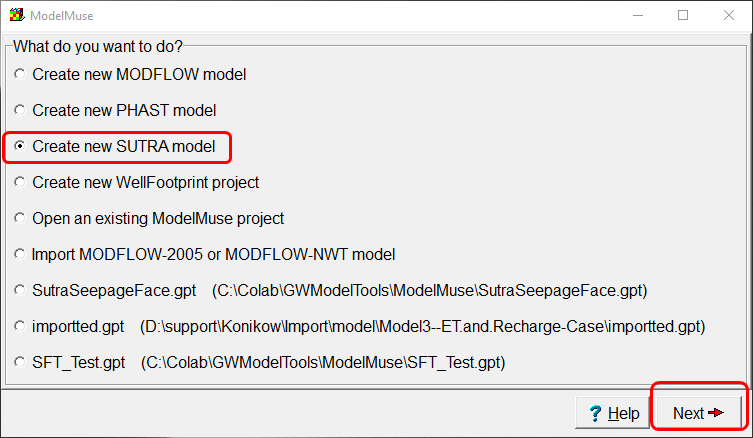 ModelMuse
What do you want to do?
Create new MODFLOW model
Create new PHAST model
Create new SUTRA model
Create new WellFootprint project
Open an existing ModelMuse project
Import MODFLOW-2005 or MODFLOW-NWT model
SutraSeepageFace.gpt (C:\Colab\GWModelTools\ModelMuse\SutraSeepageFace.gpt)
importted.gpt (D:\support\Konikow\Import\model\Model3--ET.and.Recharge-Case\importted.gpt)
SFT_Test.gpt (C:\Colab\GWModelTools\ModelMuse\SFT_Test.gpt)
? Help Next